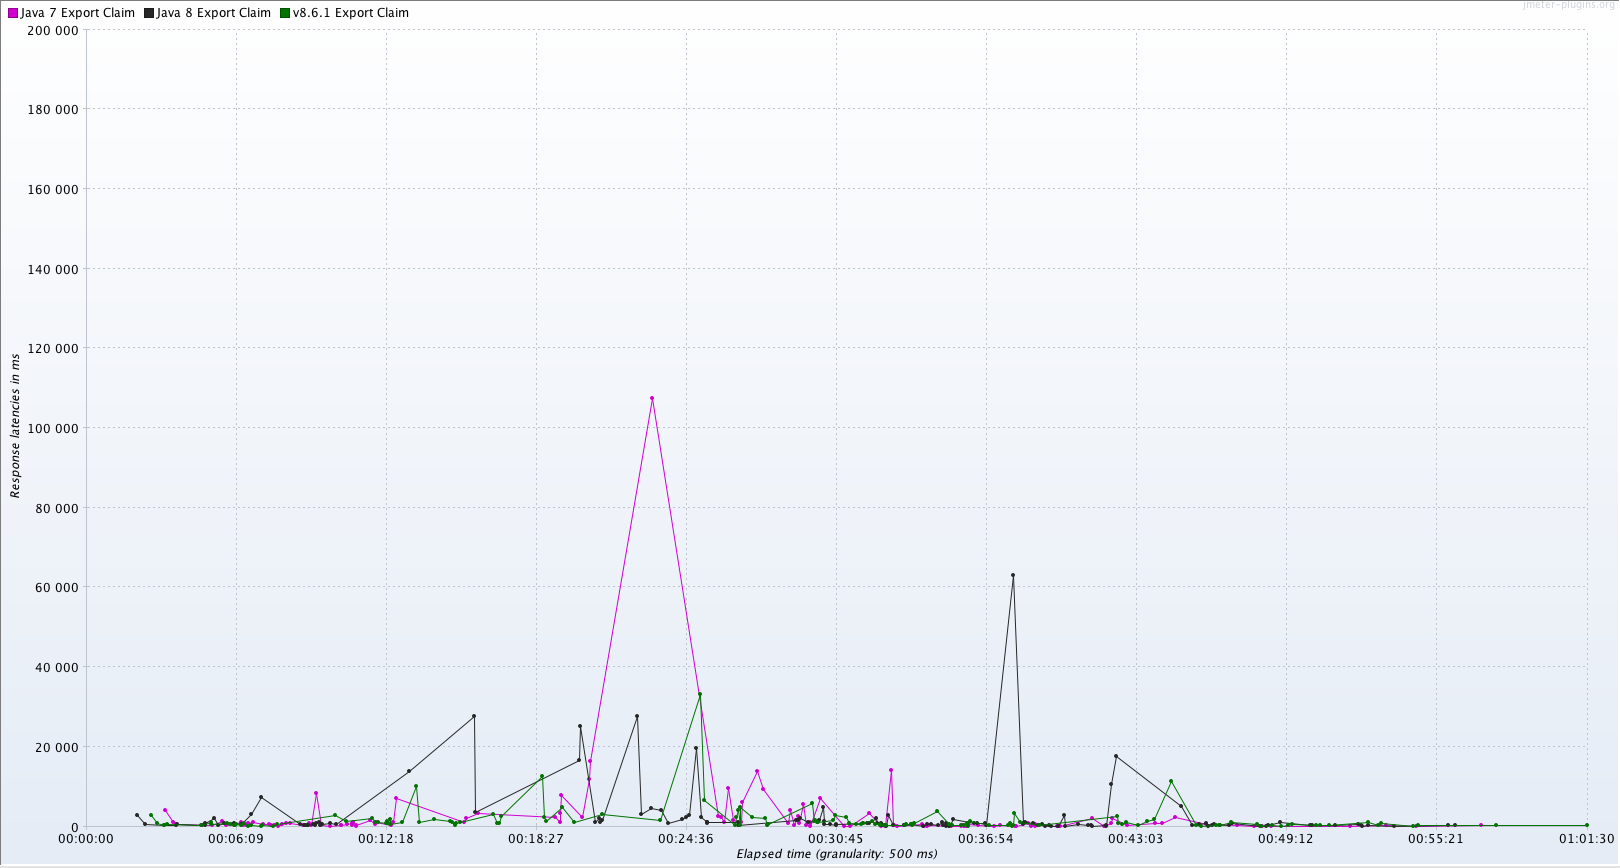 Java 7 Export Claim Java 8 Export Claim v8.6.1 Export Claim
jmeter-plugins.org
200 000
180 000
160 000
140 000
120 000
100 000
80 000
60 000
40 000
20 000
0
Response latencies in ms
00:00:00 00:06:09 00:12:18 00:18:27 00:24:36 00:30:45 00:36:54 00:43:03 00:49:12 00:55:21 01:01:30
Elapsed time (granularity: 500 ms)